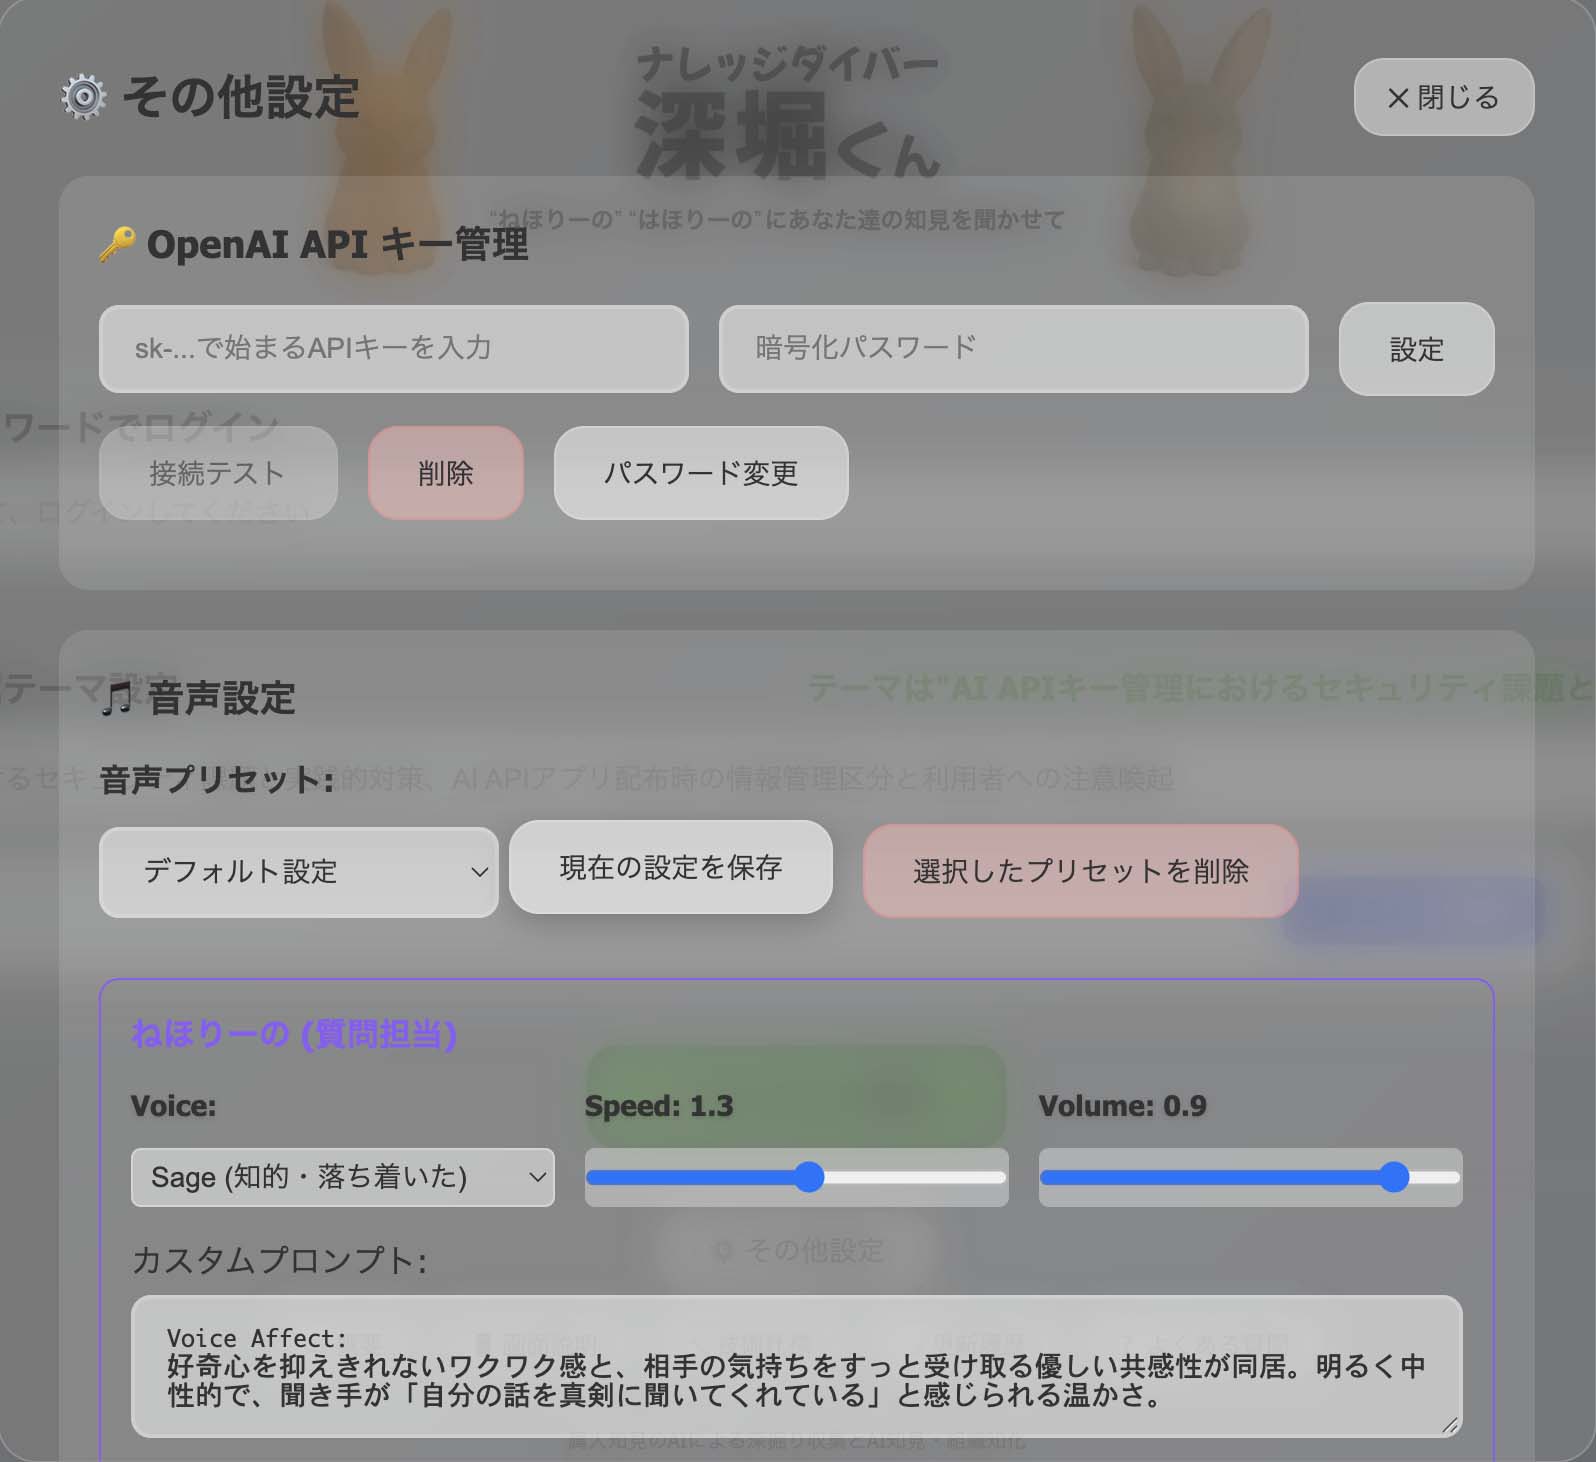 ナレッジダイバー
深堀くん
⚙️ その他設定
✕ 閉じる
“ねほりーの” “はほりーの” にあなた達の知見を聞かせて
🔑 OpenAI API キー管理
sk-...で始まるAPIキーを入力
暗号化パスワード
設定
ワードでログイン
接続テスト
削除
パスワード変更
、ログインしてください
テーマ設定
テーマは"AI APIキー管理におけるセキュリティ課題と
🎵 音声設定
音声プリセット:
的対策、AI APIアプリ配布時の情報管理区分と利用者への注意喚起
デフォルト設定
現在の設定を保存
選択したプリセットを削除
ねほりーの (質問担当)
Voice:
Speed: 1.3
Volume: 0.9
Sage (知的・落ち着いた)
その他設定
カスタムプロンプト:
Voice Affect:
好奇心を抑えきれないワクワク感と、相手の気持ちをすっと受け取る優しい共感性が同居。明るく中
性的で、聞き手が「自分の話を真剣に聞いてくれている」と感じられる温かさ。